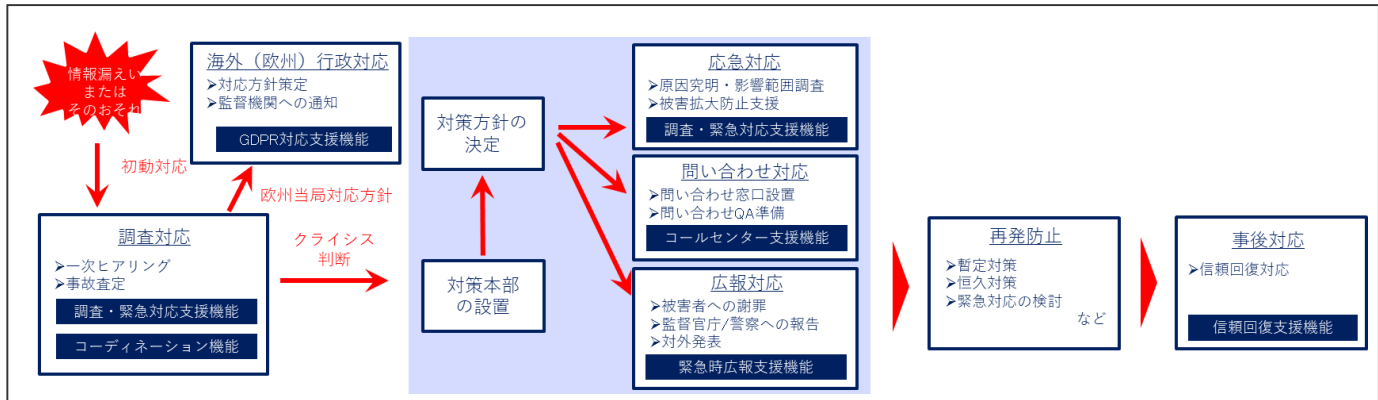 情報漏えい
または
そのおそれ
初動対応
海外（欧州）行政対応
➢対応方針策定
➢監督機関への通知
GDPR対応支援機能
欧州当局対応方針
調査対応
➢一次ヒアリング
➢事故査定
調査・緊急対応支援機能
コーディネーション機能
クライシス
判断
対策方針の
決定
対策本部
の設置
応急対応
➢原因究明・影響範囲調査
➢被害拡大防止支援
調査・緊急対応支援機能
問い合わせ対応
➢問い合わせ窓口設置
➢問い合わせQA準備
コールセンター支援機能
広報対応
➢被害者への謝罪
➢監督官庁/警察への報告
➢対外発表
緊急時広報支援機能
再発防止
➢暫定対策
➢恒久対策
➢緊急対応の検討
など
事後対応
➢信頼回復対応
信頼回復支援機能